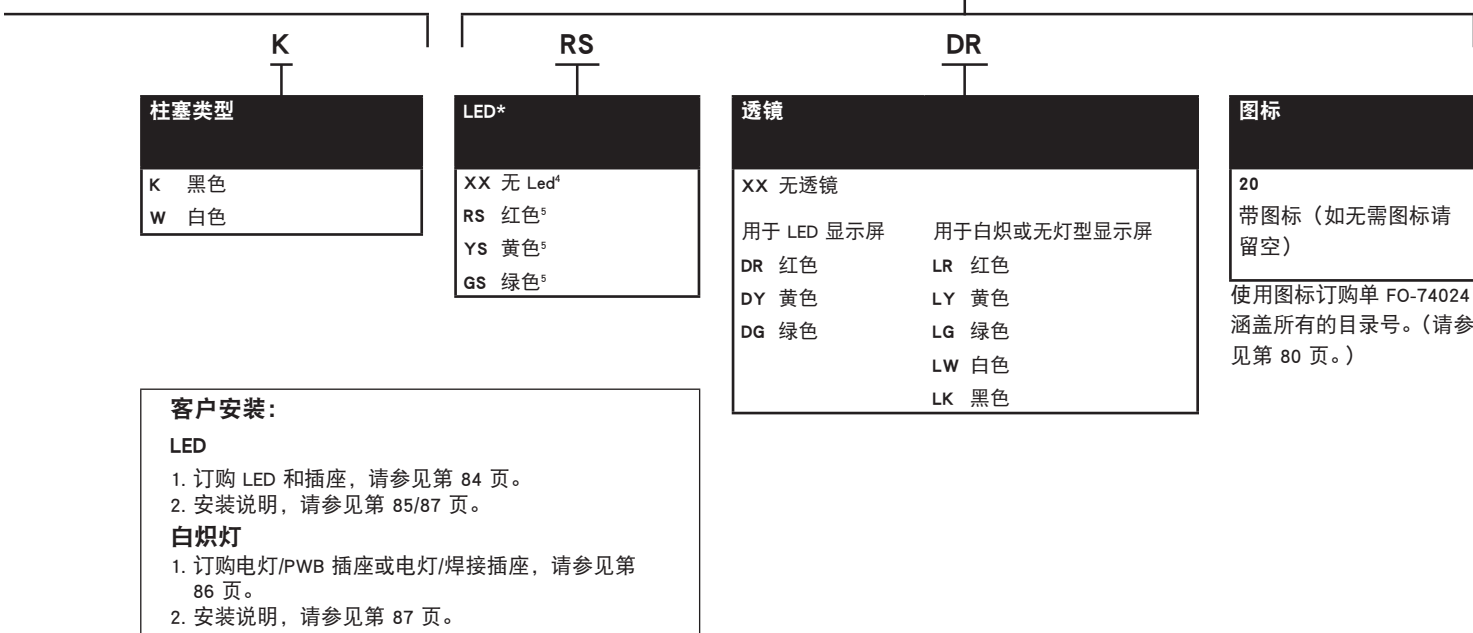 K
RS
DR
柱塞类型
K 黑色
W 白色
LED*
XX 无 Led⁴
RS 红色⁵
YS 黄色⁵
GS 绿色⁵
透镜
XX 无透镜
用于 LED 显示屏
DR 红色
DY 黄色
DG 绿色
用于白炽或无灯型显示屏
LR 红色
LY 黄色
LG 绿色
LW 白色
LK 黑色
图标
20
带图标（如无需图标请
留空）
使用图标订购单 FO-74024
涵盖所有的目录号。（请参
见第 80 页。）
客户安装：
LED
1. 订购 LED 和插座，请参见第 84 页。
2. 安装说明，请参见第 85/87 页。
白炽灯
1. 订购电灯/PWB 插座或电灯/焊接插座，请参见第
86 页。
2. 安装说明，请参见第 87 页。